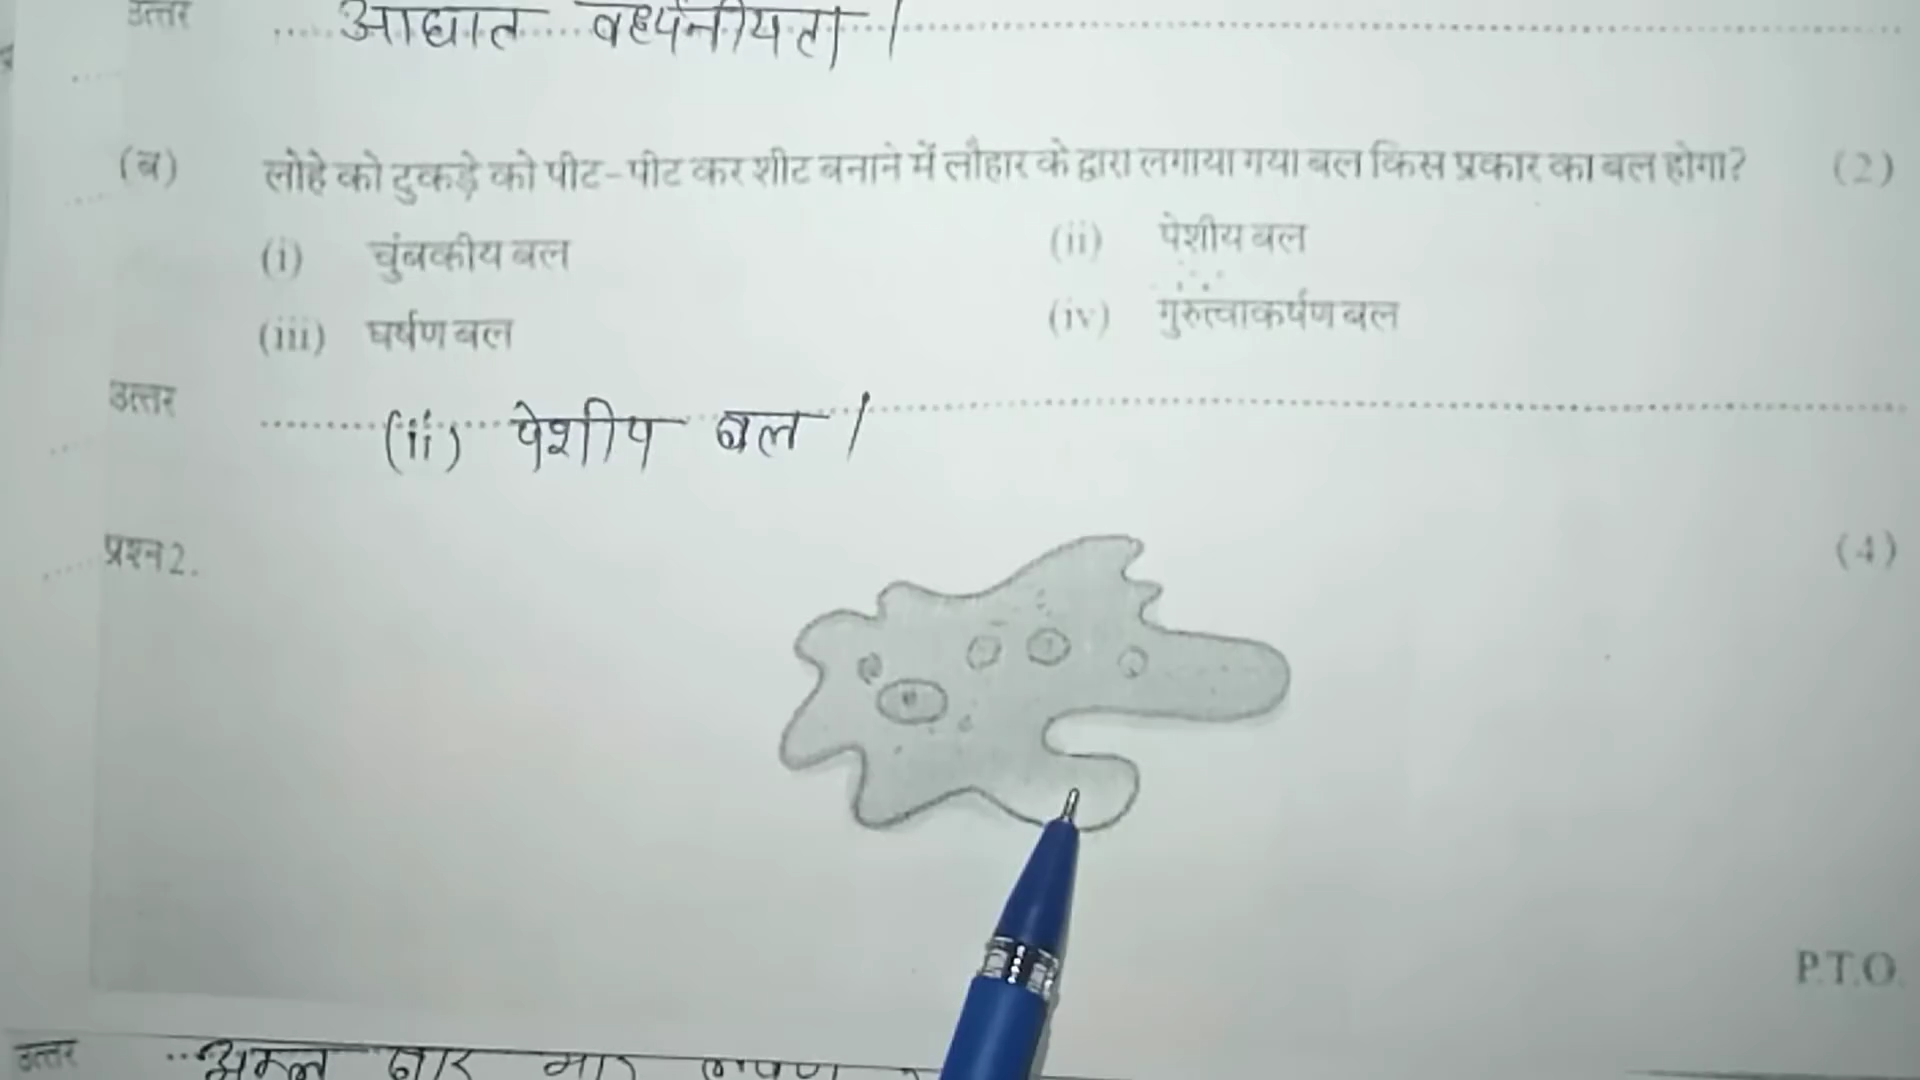 उत्तर आघात वर्ध्यनीयता ।
(ब) लोहे को टुकड़े को पीट-पीट कर शीट बनाने में लौहार के द्वारा लगाया गया बल किस प्रकार का बल होगा? (2)
(i) चुंबकीय बल (ii) पेशीय बल
(iii) घर्षण बल (iv) गुरुत्वाकर्षण बल
उत्तर (ii) पेशीय बल ।
प्रश्न 2. (4)
P.T.O.
उत्तर